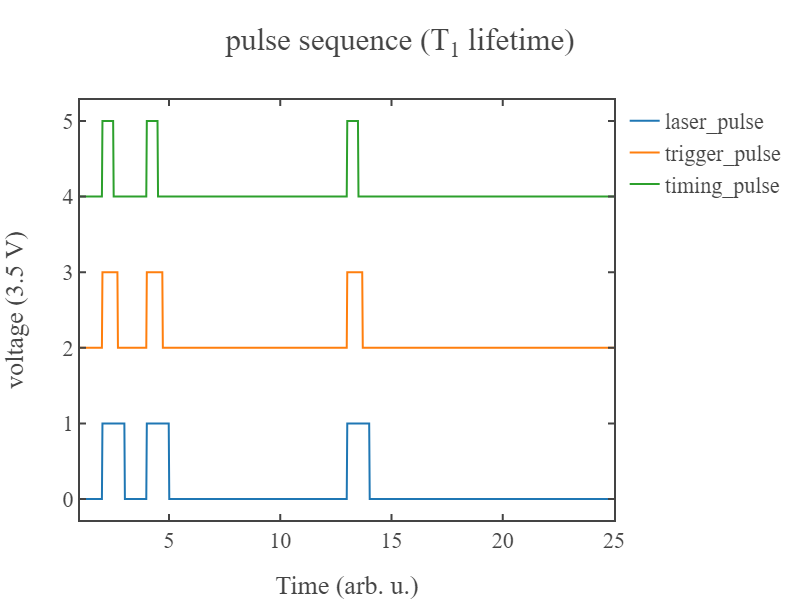 pulse sequence (T₁ lifetime)
laser_pulse
trigger_pulse
timing_pulse
voltage (3.5 V)
5
4
3
2
1
0
5 10 15 20 25
Time (arb. u.)